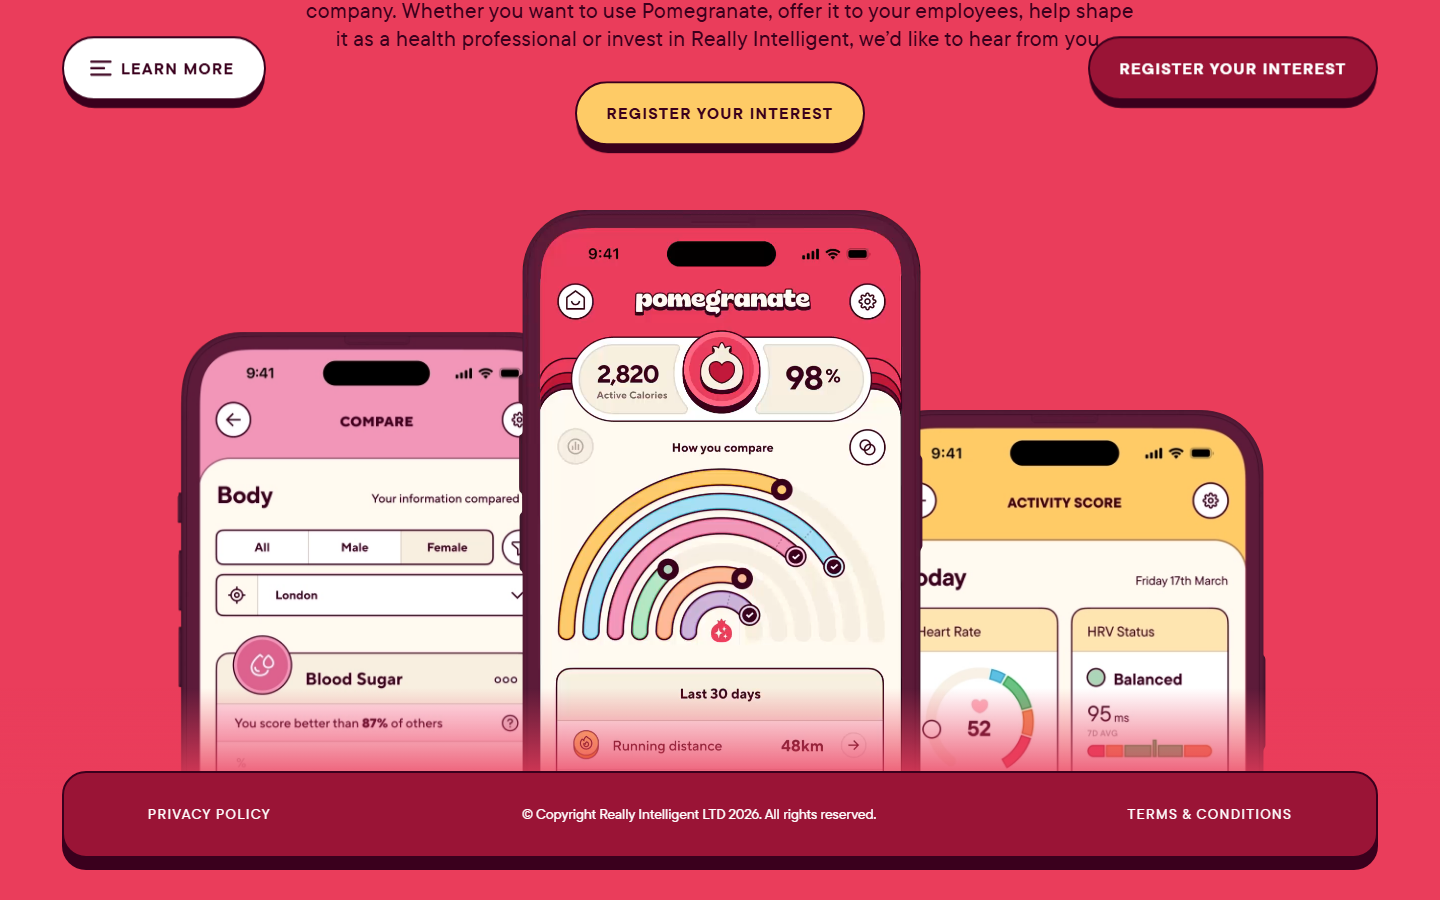 company. Whether you want to use Pomegranate, offer it to your employees, help shape
it as a health professional or invest in Really Intelligent, we'd like to hear from you
LEARN MORE
REGISTER YOUR INTEREST
REGISTER YOUR INTEREST
9:41
pomegranate
2,820
Active Calories
98%
How you compare
Last 30 days
Running distance
48km
9:41
COMPARE
Body
Your information compared
All
Male
Female
London
Blood Sugar
You score better than 87% of others
%
9:41
ACTIVITY SCORE
oday
Friday 17th March
Heart Rate
52
HRV Status
Balanced
95 ms
7D AVG
PRIVACY POLICY
© Copyright Really Intelligent LTD 2026. All rights reserved.
TERMS & CONDITIONS